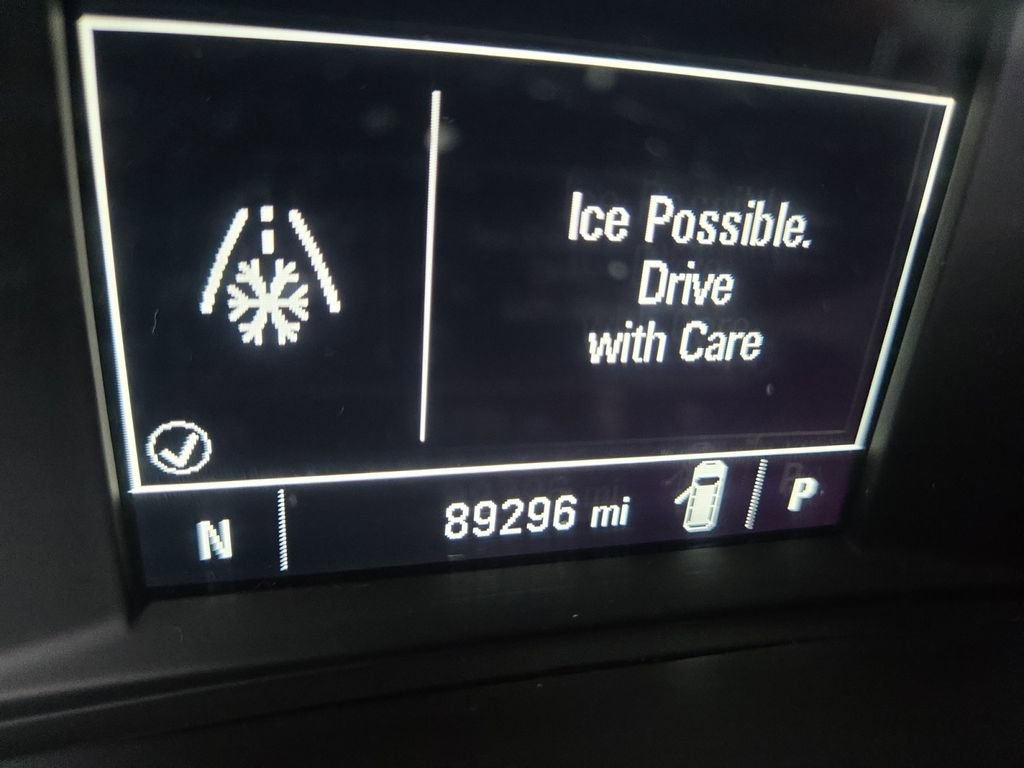 Ice Possible.
Drive
with Care
N
89296 mi
P